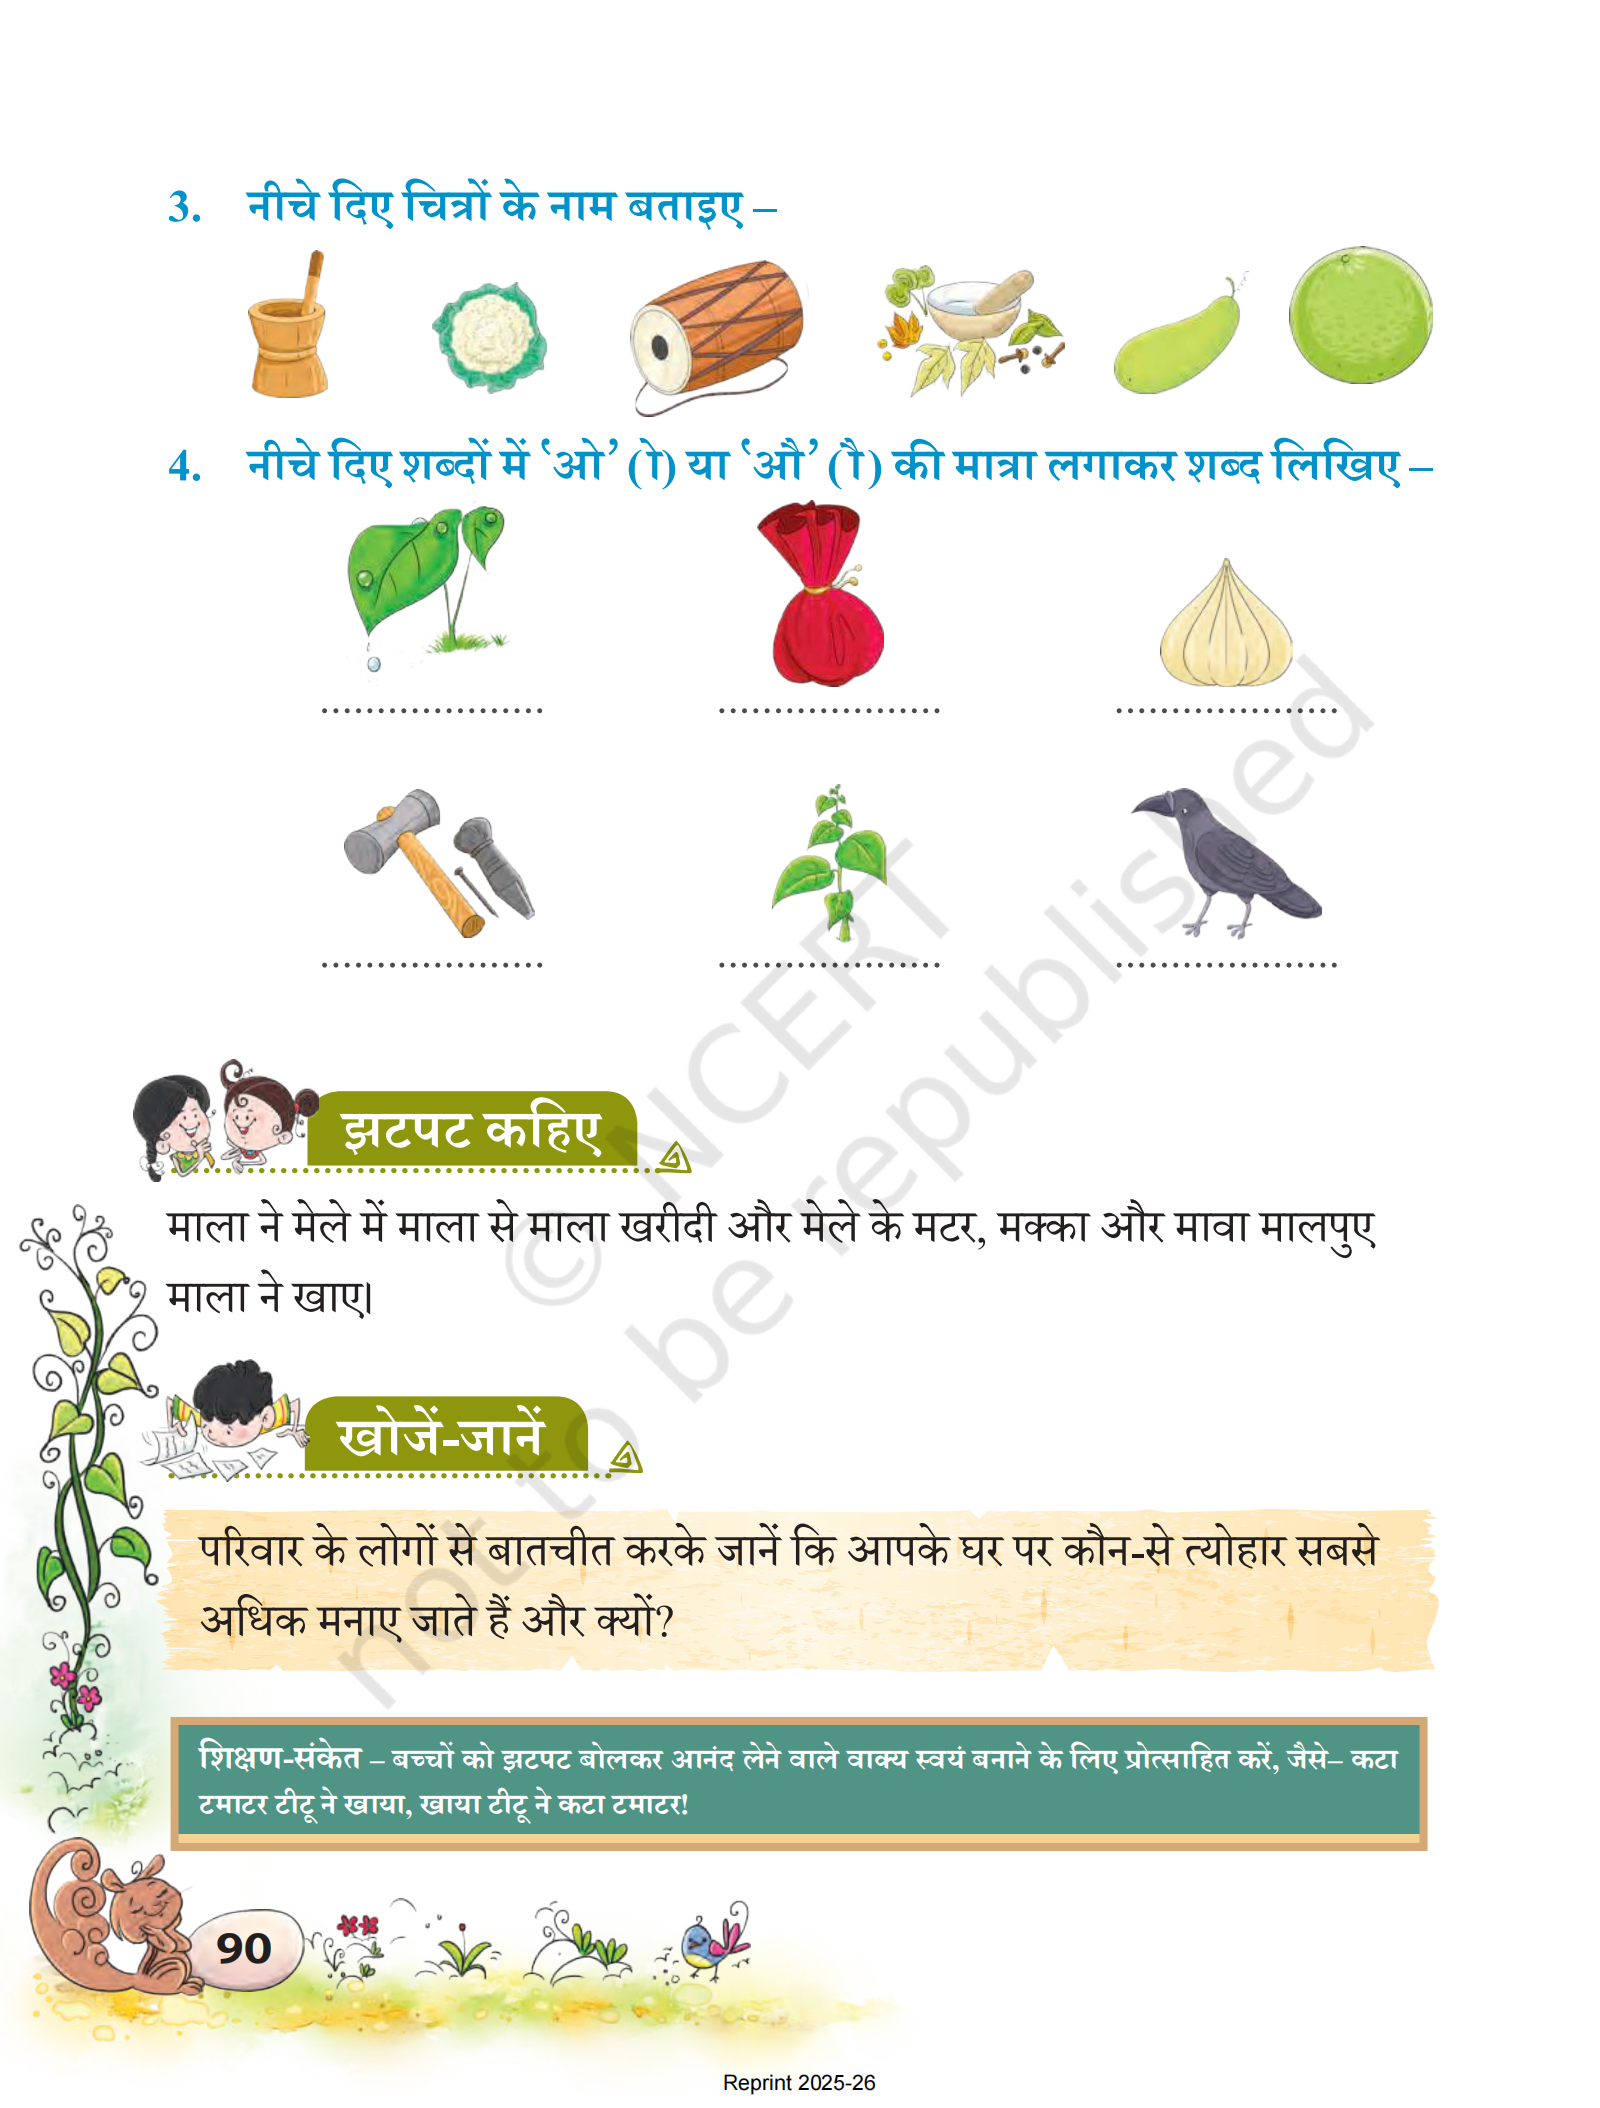 3. नीचे दिए चित्रों के नाम बताइए –
4. नीचे दिए शब्दों में ‘ओ’ (ो) या ‘औ’ (ौ) की मात्रा लगाकर शब्द लिखिए –
झटपट कहिए
माला ने मेले में माला से माला खरीदी और मेले के मटर, मक्का और मावा मालपुए
माला ने खाए।
खोजें-जानें
परिवार के लोगों से बातचीत करके जानें कि आपके घर पर कौन-से त्योहार सबसे
अधिक मनाए जाते हैं और क्यों?
शिक्षण-संकेत – बच्चों को झटपट बोलकर आनंद लेने वाले वाक्य स्वयं बनाने के लिए प्रोत्साहित करें, जैसे– कटा
टमाटर टीटू ने खाया, खाया टीटू ने कटा टमाटर!
90
© NCERT
not to be republished
Reprint 2025-26